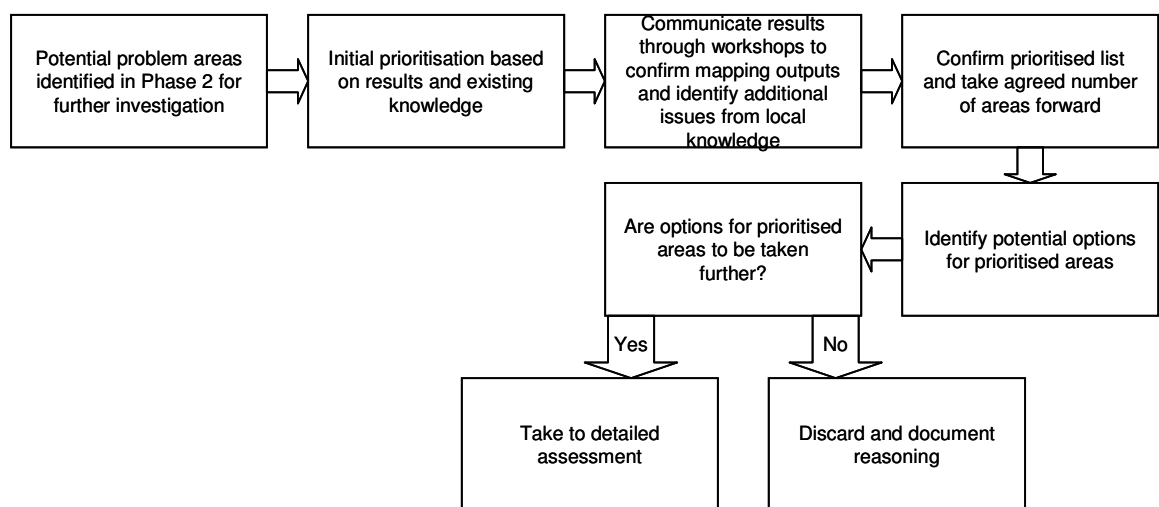 Potential problem areas
identified in Phase 2 for
further investigation
Initial prioritisation based
on results and existing
knowledge
Communicate results
through workshops to
confirm mapping outputs
and identify additional
issues from local
knowledge
Confirm prioritised list
and take agreed number
of areas forward
Identify potential options
for prioritised areas
Are options for prioritised
areas to be taken
further?
Yes
No
Take to detailed
assessment
Discard and document
reasoning